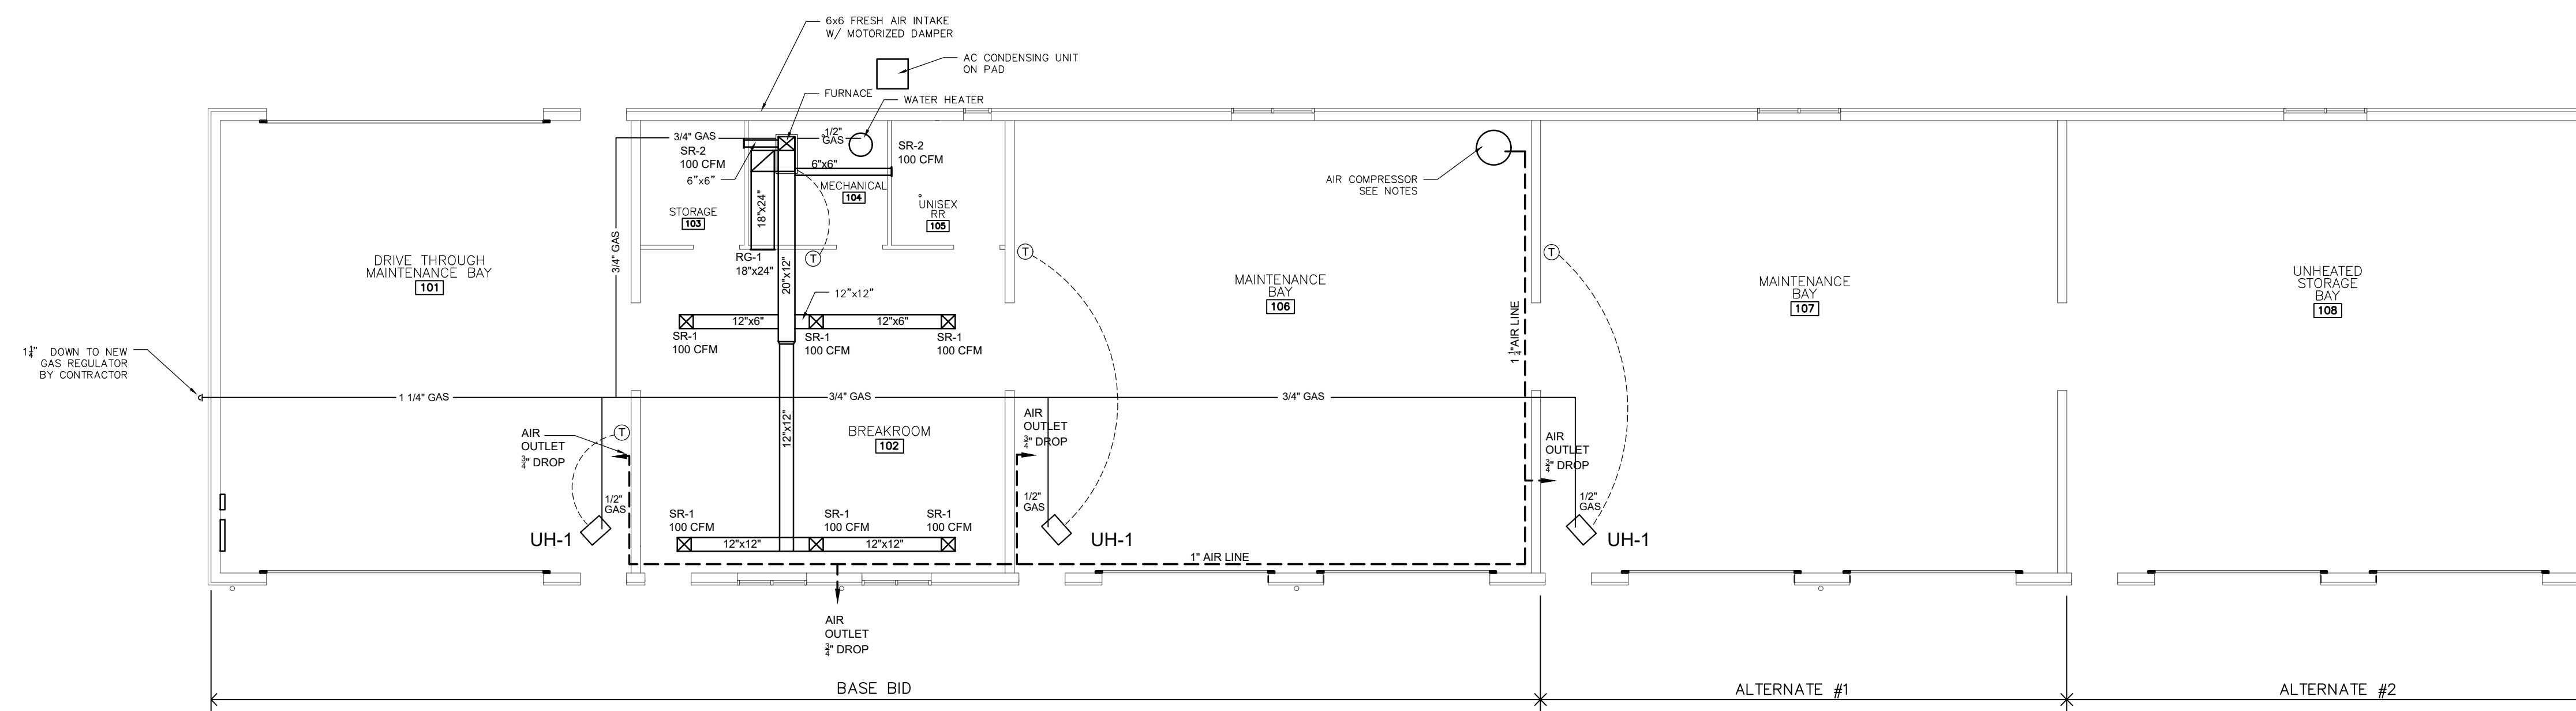 6x6 FRESH AIR INTAKE
W/ MOTORIZED DAMPER
AC CONDENSING UNIT
ON PAD
FURNACE
WATER HEATER
3/4" GAS
1/2"
GAS
SR-2
100 CFM
6"x6"
SR-2
100 CFM
6"x6"
MECHANICAL
104
STORAGE
103
18"x24"
UNISEX
RR
105
AIR COMPRESSOR
SEE NOTES
3/4" GAS
RG-1
18"x24"
T
20"x12"
T
T
DRIVE THROUGH
MAINTENANCE BAY
101
MAINTENANCE
BAY
106
MAINTENANCE
BAY
107
UNHEATED
STORAGE
BAY
108
12"x12"
12"x6"
12"x6"
SR-1
100 CFM
SR-1
100 CFM
SR-1
100 CFM
1 1/4" AIR LINE
1 1/4" DOWN TO NEW
GAS REGULATOR
BY CONTRACTOR
1 1/4" GAS
3/4" GAS
3/4" GAS
AIR
OUTLET
3/4" DROP
T
12"x112"
BREAKROOM
102
AIR
OUTLET
3/4" DROP
AIR
OUTLET
3/4" DROP
1/2"
GAS
UH-1
SR-1
100 CFM
SR-1
100 CFM
SR-1
100 CFM
12"x12"
12"x12"
1/2"
GAS
UH-1
1" AIR LINE
1/2"
GAS
UH-1
AIR
OUTLET
3/4" DROP
BASE BID
ALTERNATE #1
ALTERNATE #2